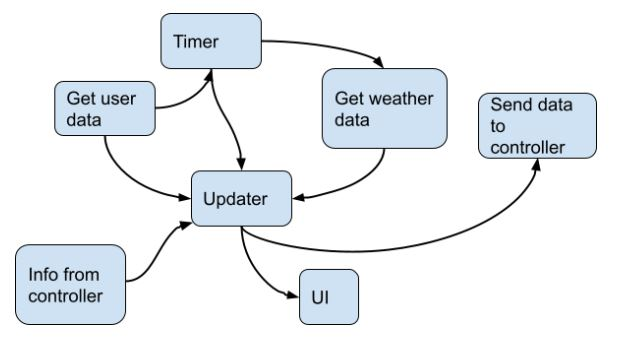 Timer
Get user
data
Get weather
data
Send data
to
controller
Updater
Info from
controller
UI